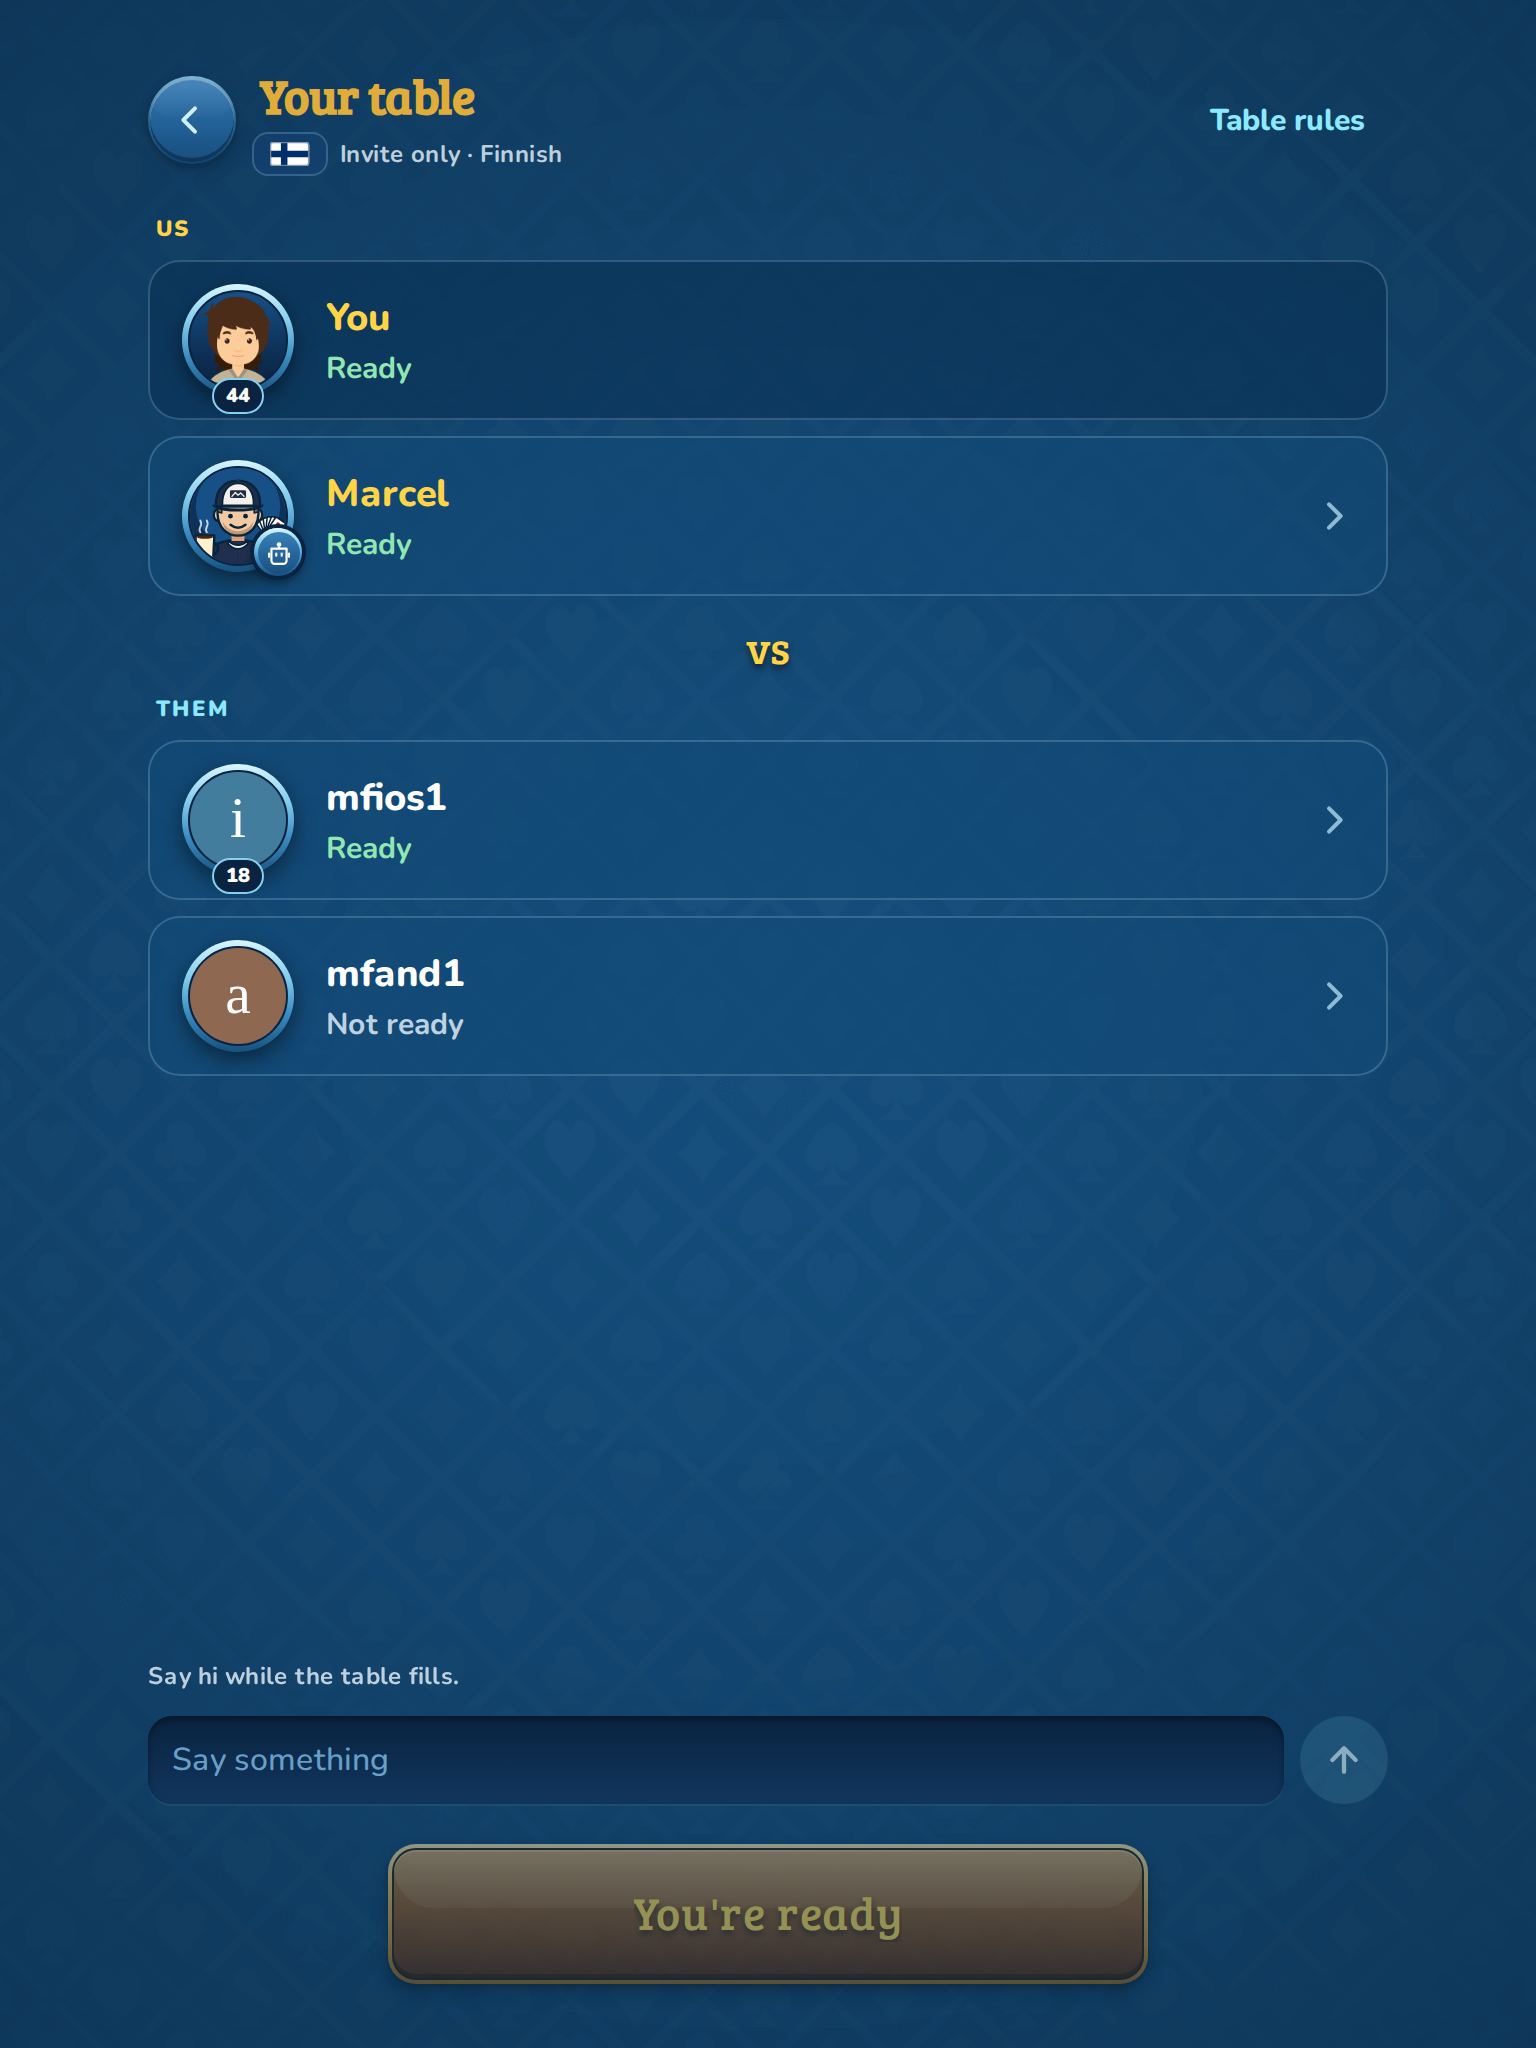 Your table
Invite only · Finnish
Table rules
US
You
Ready
44
Marcel
Ready
VS
THEM
i
mfios1
Ready
18
a
mfand1
Not ready
Say hi while the table fills.
Say something
You're ready